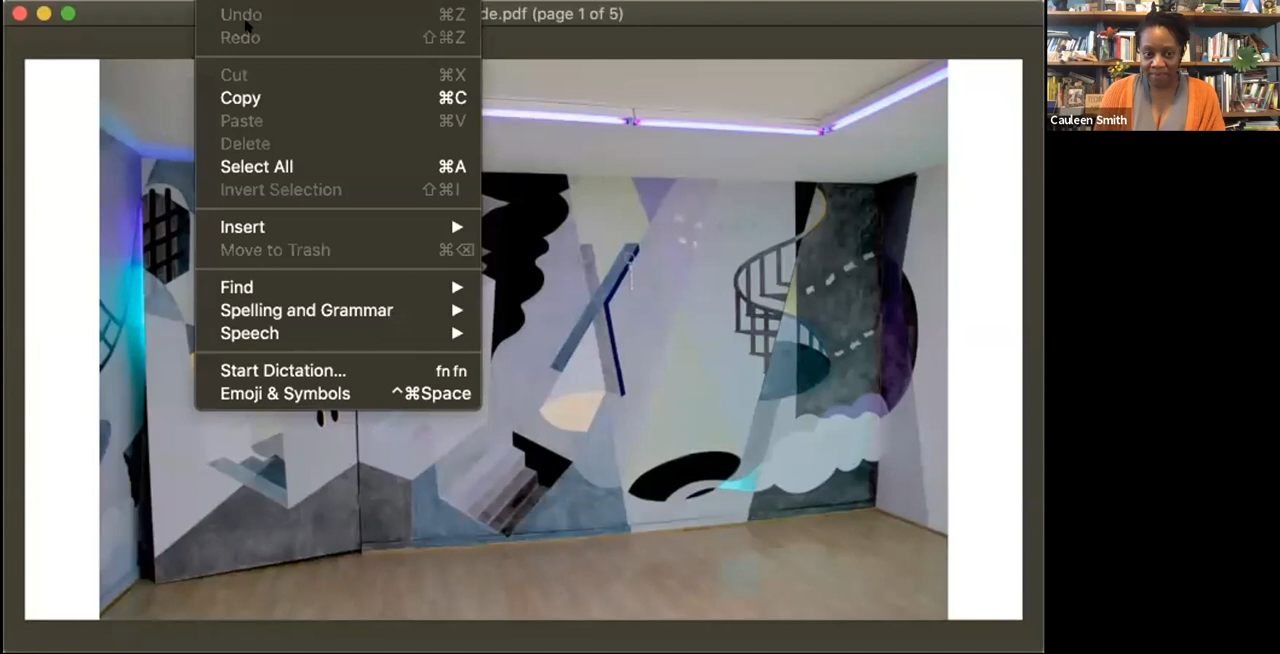 Undo ⌘Z
de.pdf (page 1 of 5)
Redo ⇧⌘Z
Cut ⌘X
Copy ⌘C
Paste ⌘V
Delete
Select All ⌘A
Invert Selection ⇧⌘I
Insert ▶
Move to Trash ⌘⌫
Find ▶
Spelling and Grammar ▶
Speech ▶
Start Dictation... fn fn
Emoji & Symbols ^⌘Space
Cauleen Smith